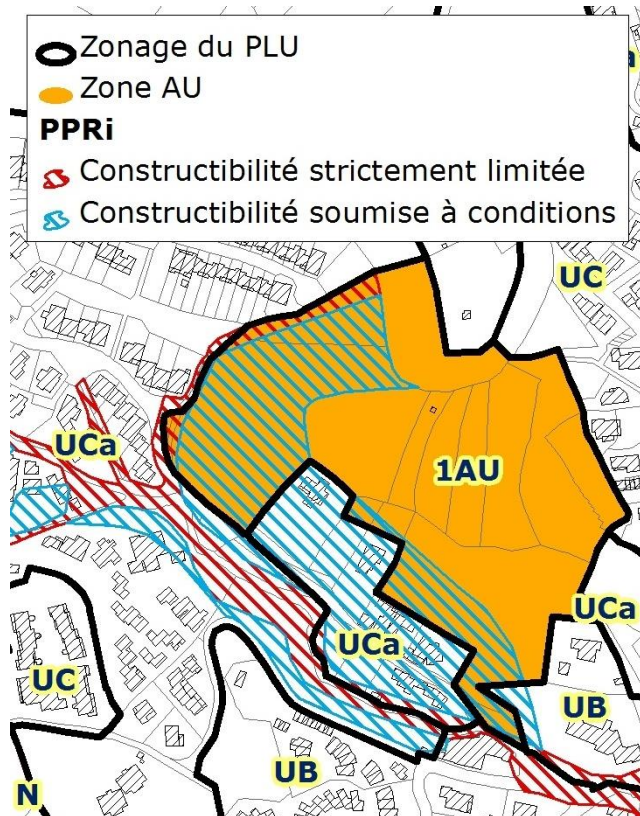 Zonage du PLU
Zone AU
PPRi
Constructibilité strictement limitée
Constructibilité soumise à conditions
UC
UCa
1AU
UCa
UCa
UC
UB
UB
N